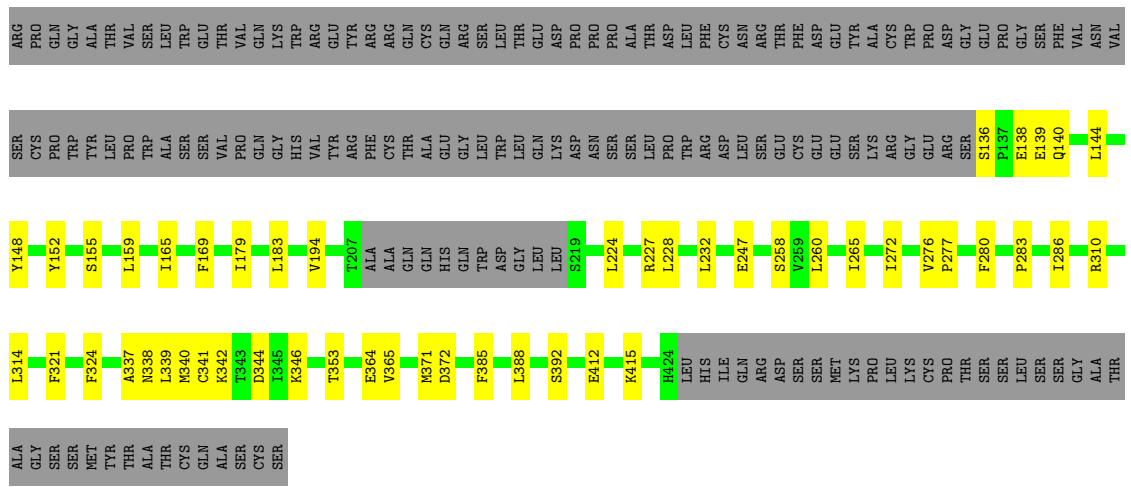 ARG PRO GLN GLY ALA THR VAL SER LEU TRP GLU THR VAL GLN LYS TRP ARG GLU TYR ARG ARG GLN CYS GLN ARG SER LEU THR GLU ASP PRO PRO PRO ALA THR ASP LEU PHE CYS ASN ARG THR PHE ASP GLU TYR ALA CYS TRP PRO ASP GLY GLU PRO GLY SER PHE VAL ASN VAL
SER CYS PRO TRP TYR LEU PRO TRP ALA SER SER VAL PRO GLN GLY HIS VAL TYR ARG PHE CYS THR ALA GLU GLY LEU TRP LEU GLN LYS ASP ASN SER SER LEU PRO TRP ARG ASP LEU SER GLU CYS GLU GLU SER LYS ARG GLY GLU ARG SER S136 P137 E138 E139 Q140 L144
Y148 Y152 S155 L159 I165 F169 I179 L183 V194 T207 ALA ALA GLN GLN HIS GLN TRP ASP GLY LEU LEU S219 L224 R227 L228 L232 E247 S258 V259 L260 I265 I272 V276 P277 F280 P283 I286 R310
L314 F321 F324 A337 N338 L339 M340 C341 K342 T343 D344 I345 K346 T353 E364 V365 M371 D372 F385 L388 S392 E412 K415 H424 LEU HIS ILE GLN ARG ASP SER SER MET LYS PRO LEU LYS CYS PRO THR SER SER LEU SER SER GLY ALA THR
ALA GLY SER SER MET TYR THR ALA THR CYS GLN ALA SER CYS SER